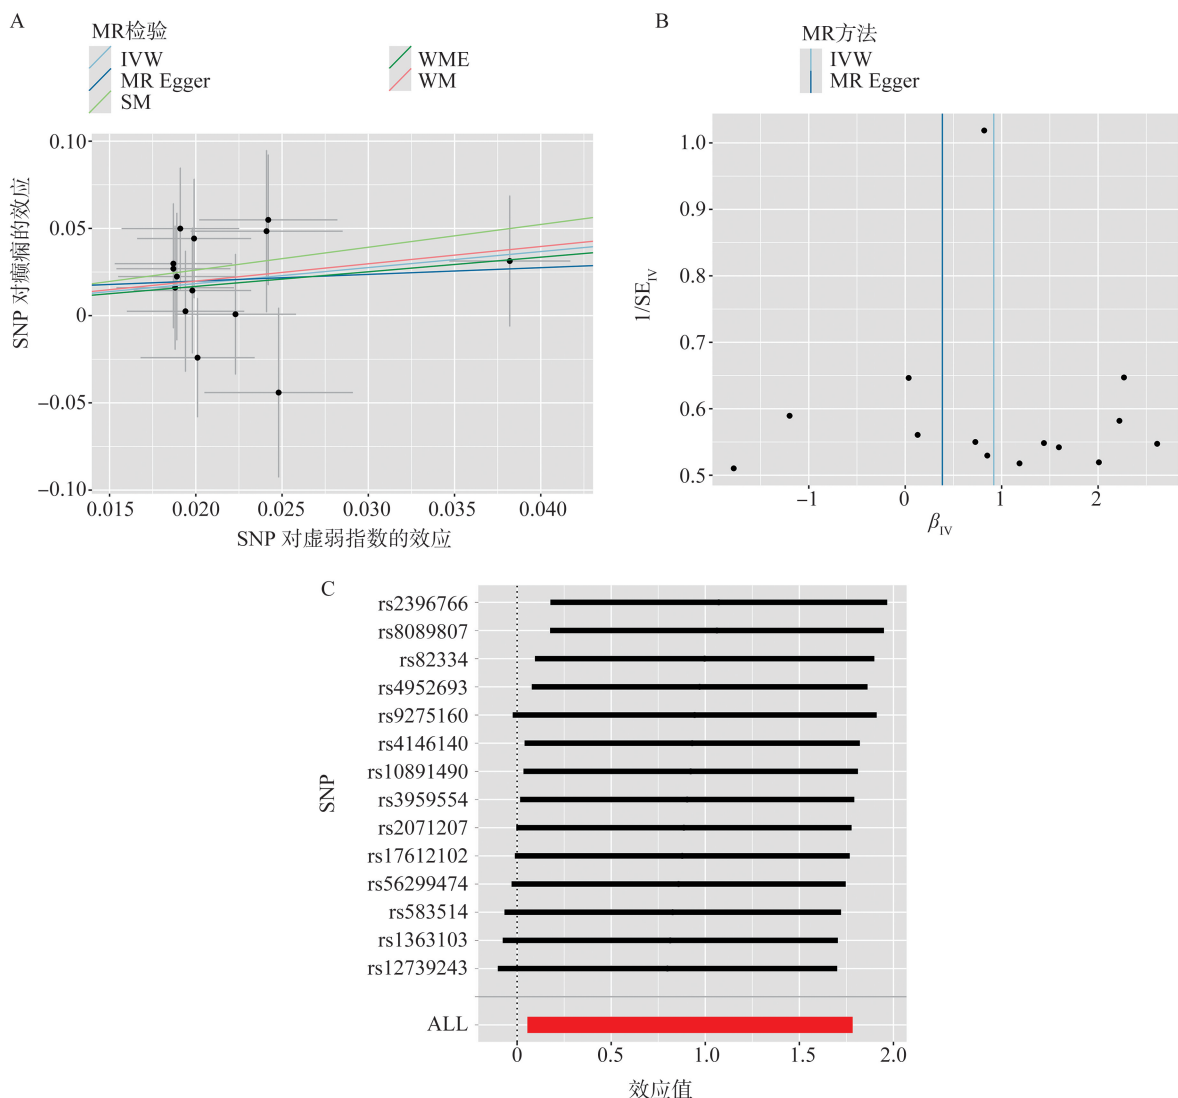 A
MR检验
IVW
MR Egger
SM
WME
WM
SNP 对癫痫的效应
0.10
0.05
0
−0.05
−0.10
0.015 0.020 0.025 0.030 0.035 0.040
SNP 对虚弱指数的效应
B
MR方法
IVW
MR Egger
1/SE_IV
1.0
0.9
0.8
0.7
0.6
0.5
−1 0 1 2
β_IV
C
SNP
rs2396766
rs8089807
rs82334
rs4952693
rs9275160
rs4146140
rs10891490
rs3959554
rs2071207
rs17612102
rs56299474
rs583514
rs1363103
rs12739243
ALL
0 0.5 1.0 1.5 2.0
效应值